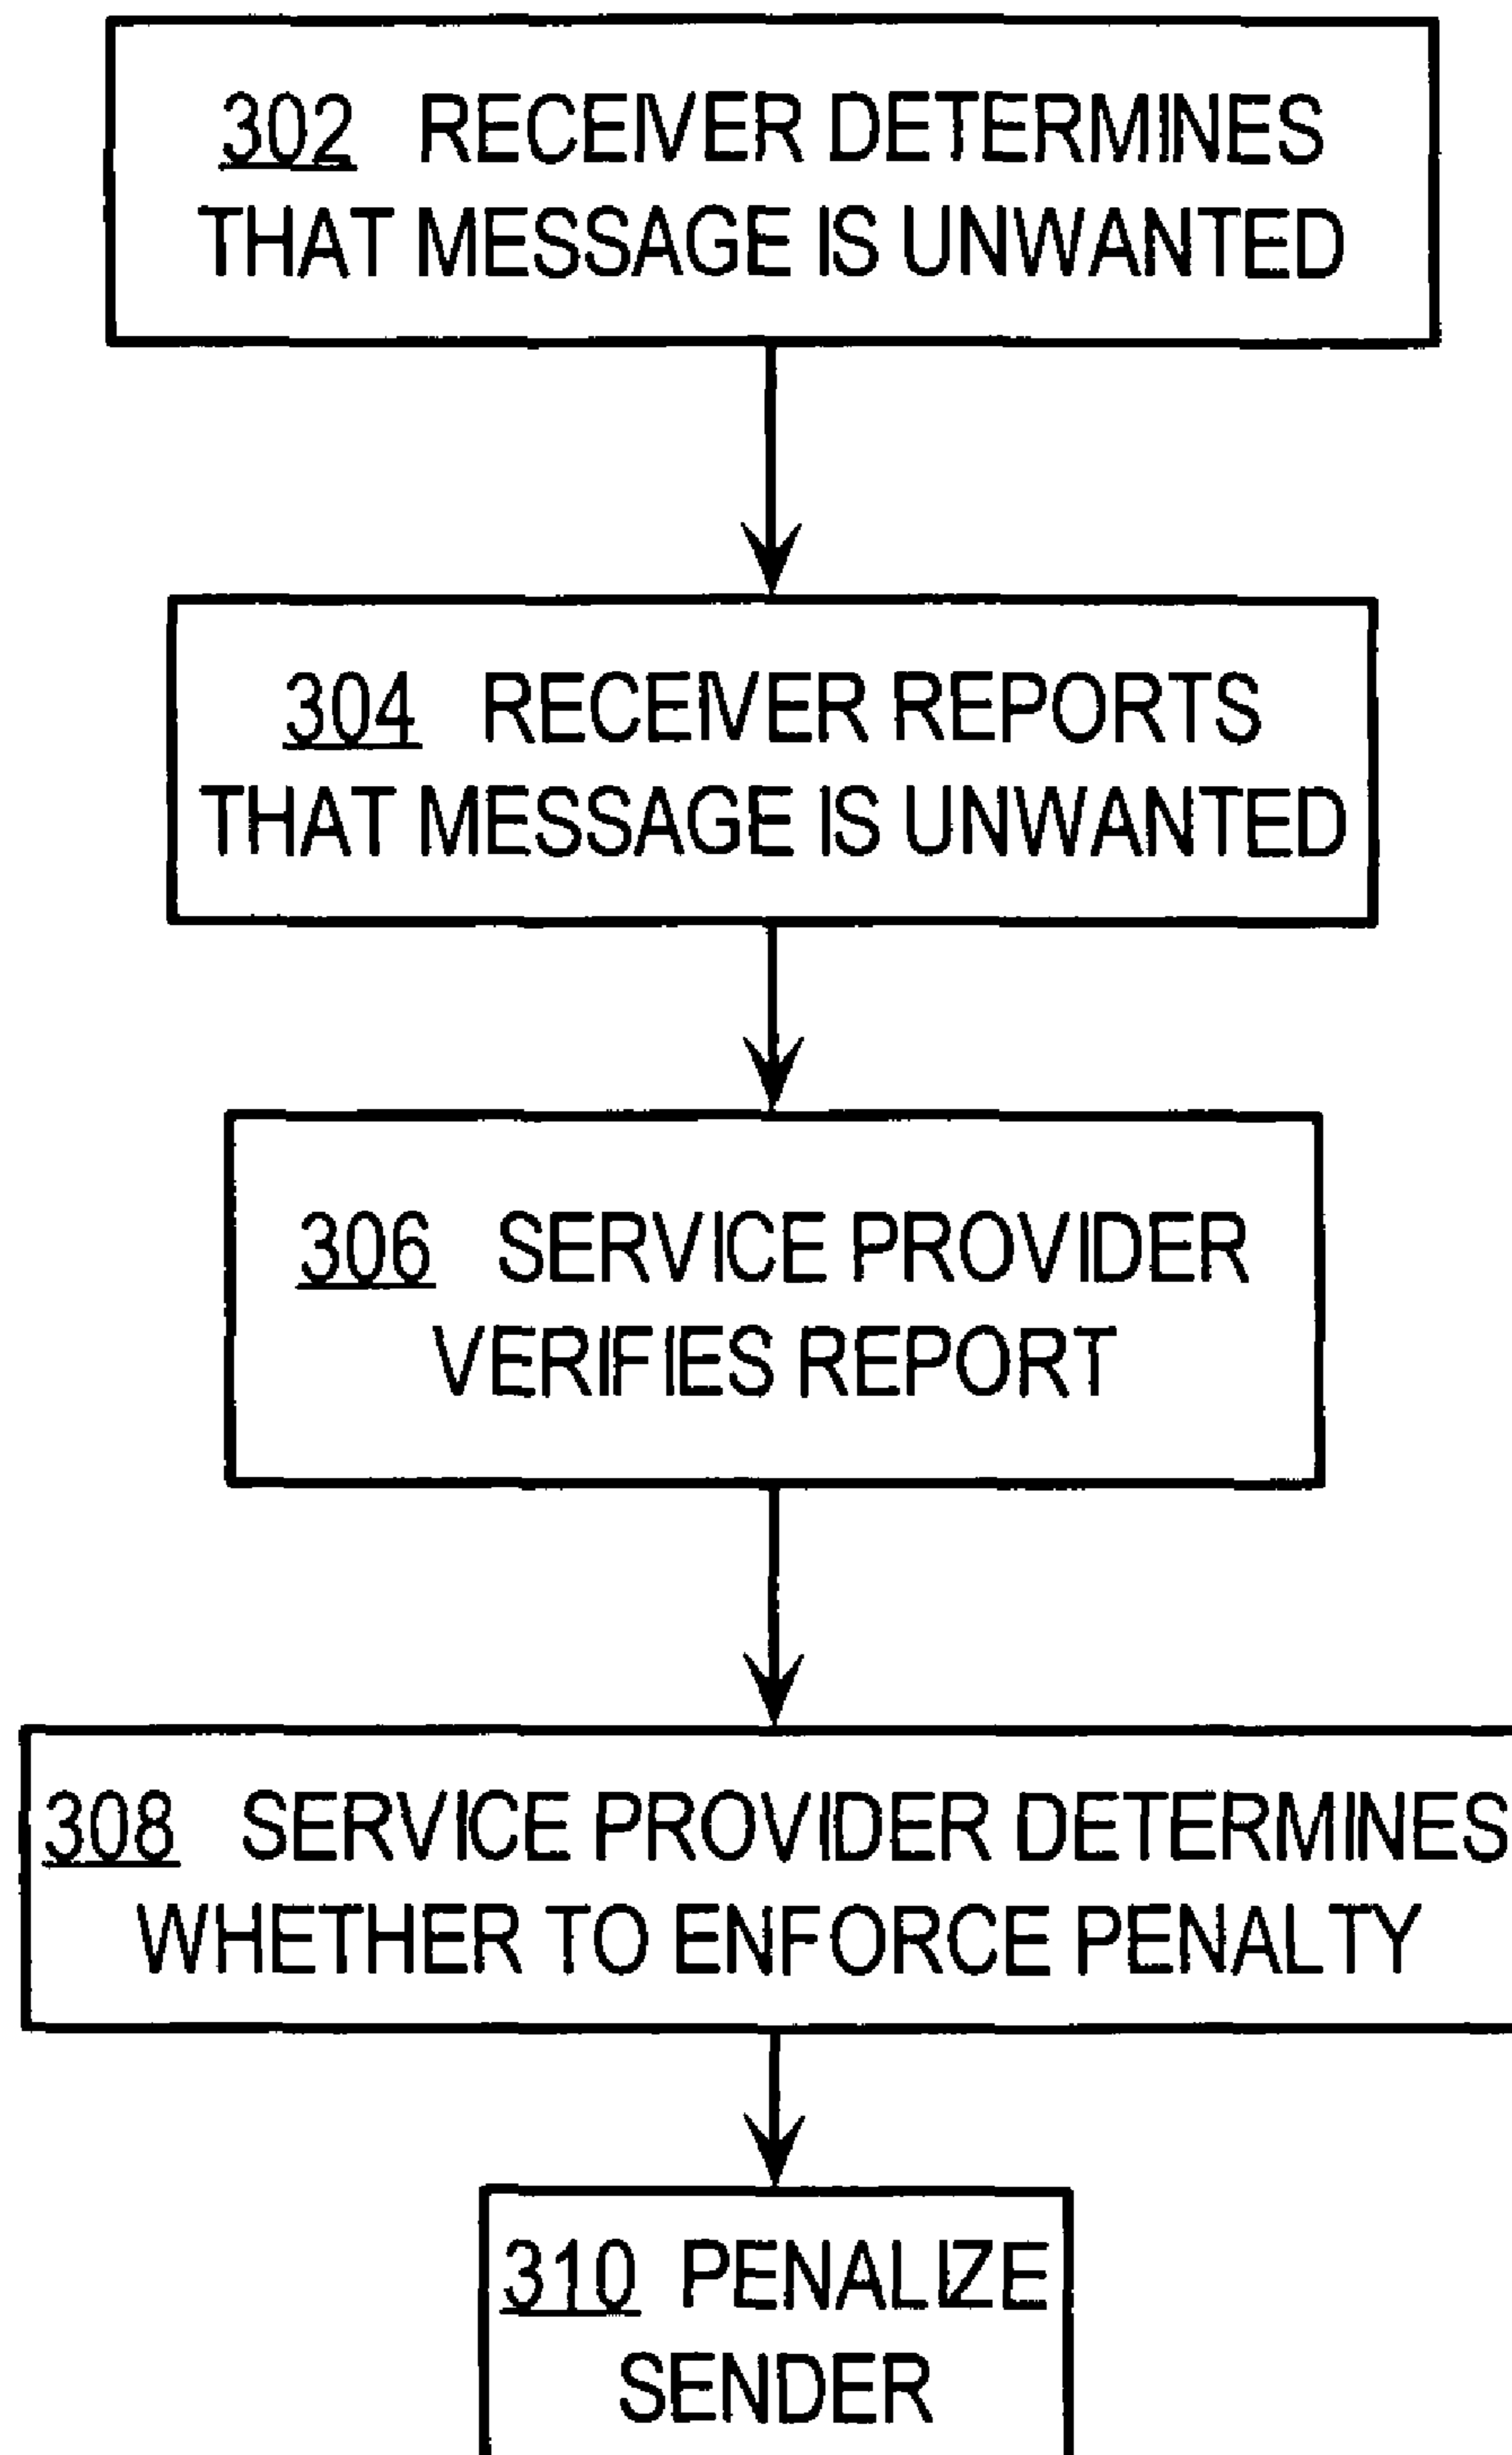 302 RECEIVER DETERMINES
THAT MESSAGE IS UNWANTED
304 RECEIVER REPORTS
THAT MESSAGE IS UNWANTED
306 SERVICE PROVIDER
VERIFIES REPORT
308 SERVICE PROVIDER DETERMINES
WHETHER TO ENFORCE PENALTY
310 PENALIZE
SENDER